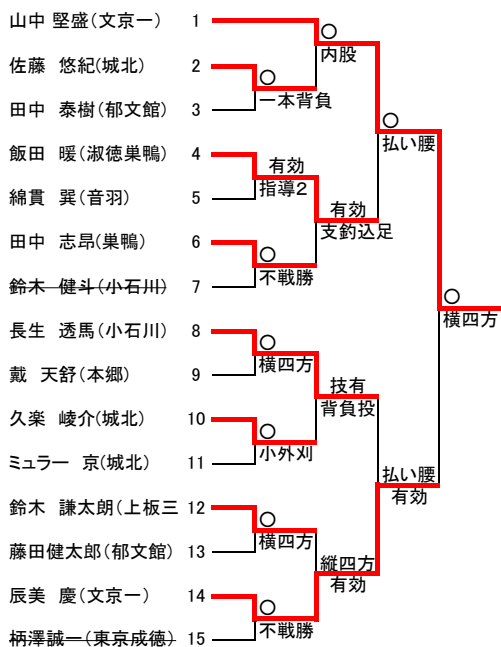 山中 堅盛(文京一) 1
○
内股
佐藤 悠紀(城北) 2
○
一本背負
田中 泰樹(郁文館) 3
○
払い腰
飯田 暖(淑徳巣鴨) 4
有効
指導2
綿貫 巽(音羽) 5
有効
支釣込足
田中 志昂(巣鴨) 6
○
不戦勝
鈴木 健斗(小石川) 7
○
横四方
長生 透馬(小石川) 8
○
横四方
戴 天舒(本郷) 9
技有
背負投
久楽 崚介(城北) 10
○
小外刈
ミュラー 京(城北) 11
払い腰
有効
鈴木 謙太朗(上板三 12
○
横四方
藤田健太郎(郁文館) 13
縦四方
有効
辰美 慶(文京一) 14
○
不戦勝
柄澤誠一(東京成徳) 15